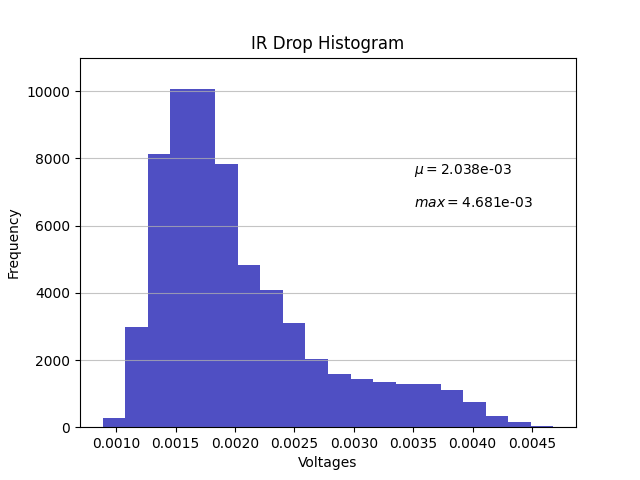 IR Drop Histogram
10000
8000
6000
4000
2000
0
Frequency
μ = 2.038e-03
max = 4.681e-03
0.0010 0.0015 0.0020 0.0025 0.0030 0.0035 0.0040 0.0045
Voltages